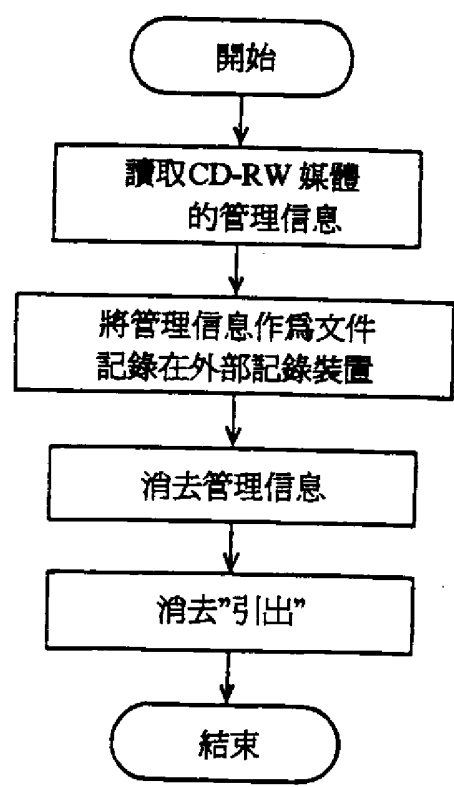 開始
讀取CD-RW 媒體
的管理信息
將管理信息作爲文件
記錄在外部記錄裝置
消去管理信息
消去”引出”
結束